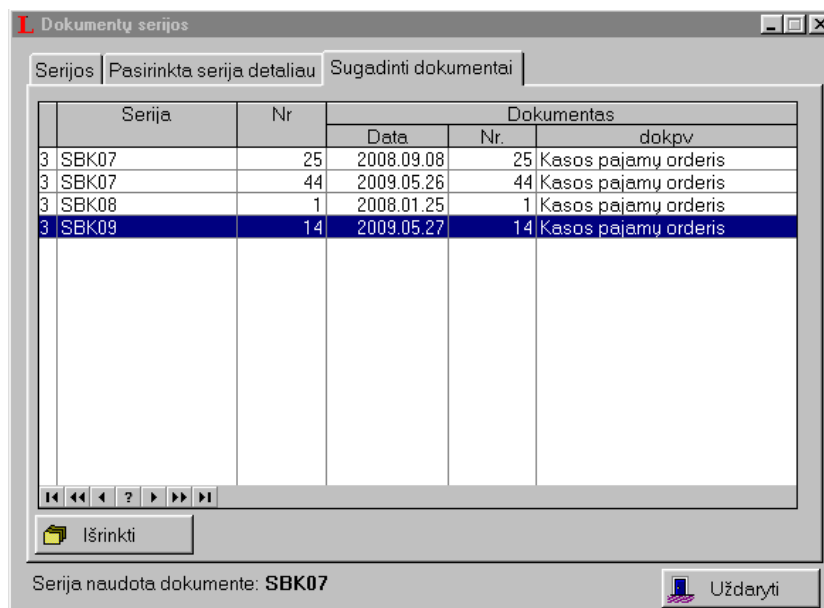 L Dokumentų serijos
Serijos Pasirinkta serija detaliau Sugadinti dokumentai
Serija Nr Dokumentas
Data Nr. dokpv
3 SBK07 25 2008.09.08 25 Kasos pajamų orderis
3 SBK07 44 2009.05.26 44 Kasos pajamų orderis
3 SBK08 1 2008.01.25 1 Kasos pajamų orderis
3 SBK09 14 2009.05.27 14 Kasos pajamų orderis
?
Išrinkti
Serija naudota dokumente: SBK07
Uždaryti